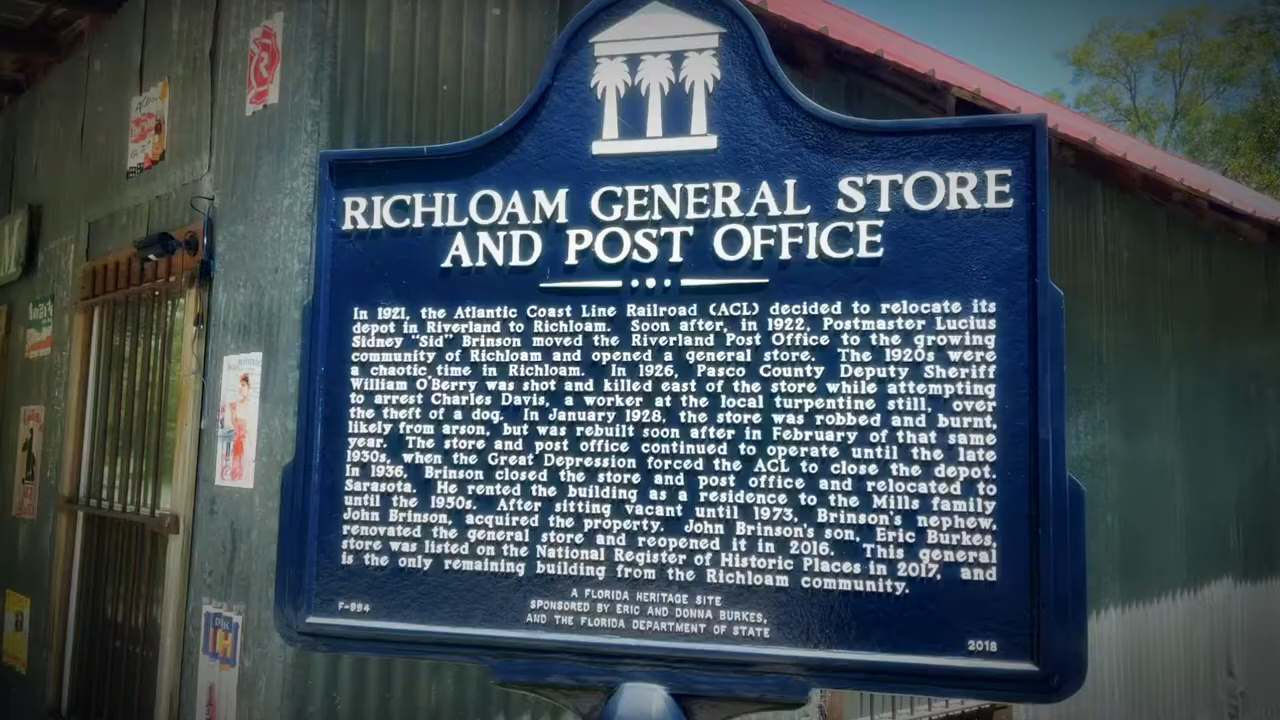 RICHLOAM GENERAL STORE
AND POST OFFICE
In 1921, the Atlantic Coast Line Railroad (ACL) decided to relocate its
depot in Riverland to Richloam. Soon after, in 1922, Postmaster Lucius
Sidney "Sid" Brinson moved the Riverland Post Office to the growing
community of Richloam and opened a general store. The 1920s were
a chaotic time in Richloam. In 1926, Pasco County Deputy Sheriff
William O'Berry was shot and killed east of the store while attempting
to arrest Charles Davis, a worker at the local turpentine still, over
the theft of a dog. In January 1928, the store was robbed and burnt,
likely from arson, but was rebuilt soon after in February of that same
year. The store and post office continued to operate until the late
1930s, when the Great Depression forced the ACL to close the depot.
In 1936, Brinson closed the store and post office and relocated to
Sarasota. He rented the building as a residence to the Mills family
until the 1950s. After sitting vacant until 1973, Brinson's nephew,
John Brinson, acquired the property. John Brinson's son, Eric Burkes,
renovated the general store and reopened it in 2016. This general
store was listed on the National Register of Historic Places in 2017, and
is the only remaining building from the Richloam community.
A FLORIDA HERITAGE SITE
SPONSORED BY ERIC AND DONNA BURKES,
AND THE FLORIDA DEPARTMENT OF STATE
F-994
2018